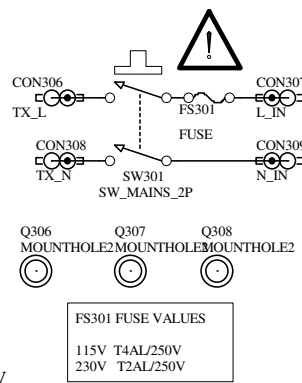 CON306
CON307
TX_L
FS301
L_IN
FUSE
CON308
CON309
TX_N
SW301
N_IN
SW_MAINS_2P
Q306
Q307
Q308
MOUNTHOLE2
MOUNTHOLE2
MOUNTHOLE2
FS301 FUSE VALUES
115V T4AL/250V
230V T2AL/250V
V